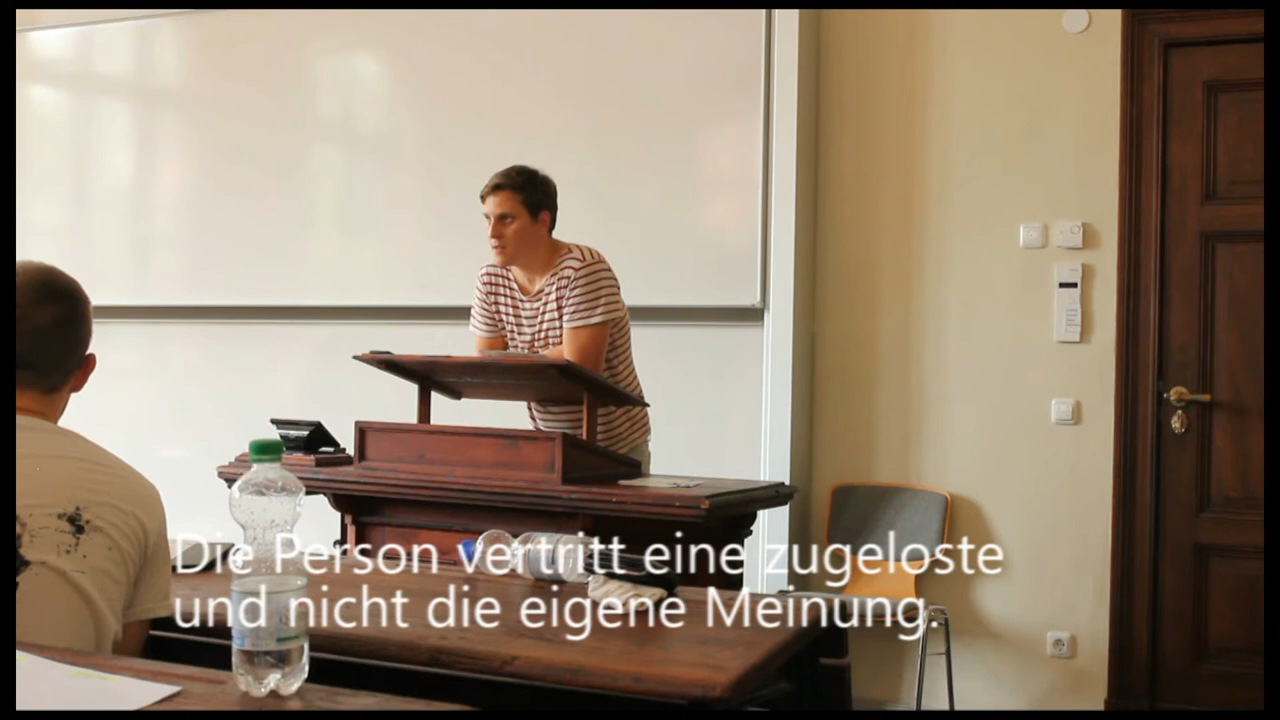 Die Person vertritt eine zugeloste
und nicht die eigene Meinung.